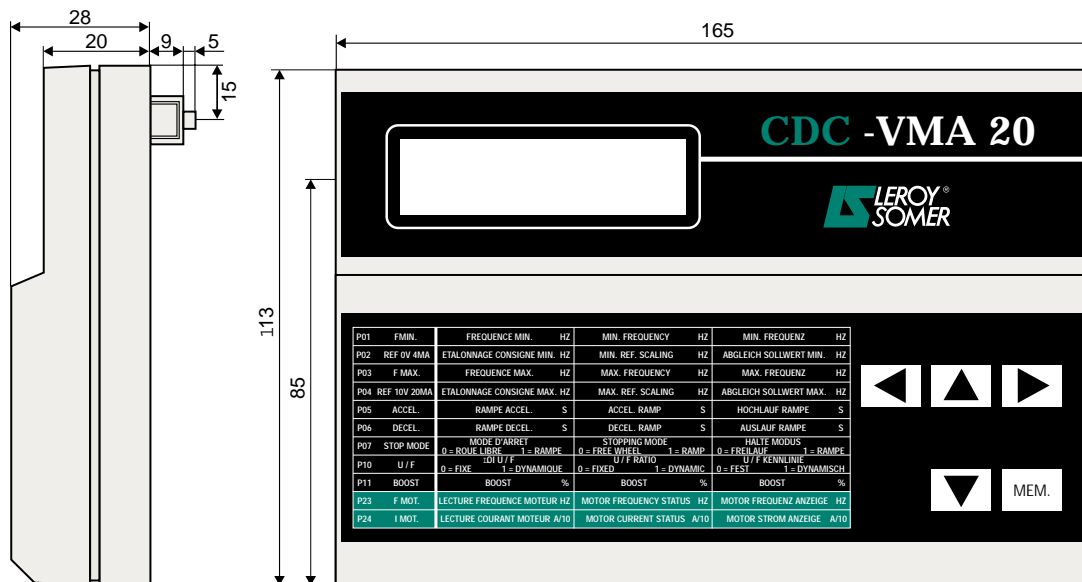 28
20 9 5
15
165
CDC -VMA 20
LEROY ®
SOMER
113
85
P01 FMIN. FREQUENCE MIN. HZ MIN. FREQUENCY HZ MIN. FREQUENZ HZ
P02 REF 0V 4MA ETALONNAGE CONSIGNE MIN. HZ MIN. REF. SCALING HZ ABGLEICH SOLLWERT MIN. HZ
P03 F MAX. FREQUENCE MAX. HZ MAX. FREQUENCY HZ MAX. FREQUENZ HZ
P04 REF 10V 20MA ETALONNAGE CONSIGNE MAX. HZ MAX. REF. SCALING HZ ABGLEICH SOLLWERT MAX. HZ
P05 ACCEL. RAMPE ACCEL. S ACCEL. RAMP S HOCHLAUF RAMPE S
P06 DECEL. RAMPE DECEL. S DECEL. RAMP S AUSLAUF RAMPE S
P07 STOP MODE MODE D'ARRET STOPPING MODE HALTE MODUS
0 = ROUE LIBRE 1 = RAMPE 0 = FREE WHEEL 1 = RAMP 0 = FREILAUF 1 = RAMPE
P10 U / F U / F U / F RATIO U / F KENNLINIE
0 = FIXE 1 = DYNAMIQUE 0 = FIXED 1 = DYNAMIC 0 = FEST 1 = DYNAMISCH
P11 BOOST BOOST % BOOST % BOOST %
P23 F MOT. LECTURE FREQUENCE MOTEUR HZ MOTOR FREQUENCY STATUS HZ MOTOR FREQUENZ ANZEIGE HZ
P24 I MOT. LECTURE COURANT MOTEUR A/10 MOTOR CURRENT STATUS A/10 MOTOR STROM ANZEIGE A/10
MEM.